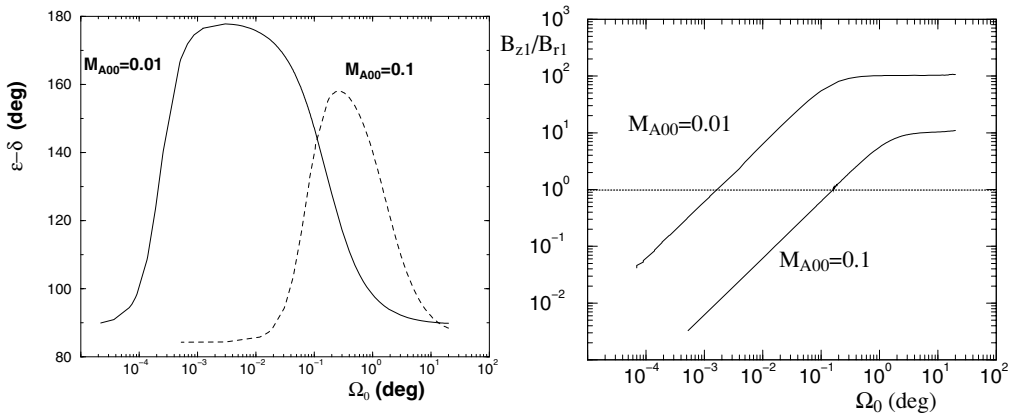 180
160
140
120
100
80
ε−δ (deg)
M_A00=0.01
M_A00=0.1
10^-5 10^-4 10^-3 10^-2 10^-1 10^0 10^1 10^2
Ω_0 (deg)
B_z1/B_r1
10^3
10^2
10^1
10^0
10^-1
10^-2
M_A00=0.01
M_A00=0.1
10^-4 10^-3 10^-2 10^-1 10^0 10^1 10^2
Ω_0 (deg)